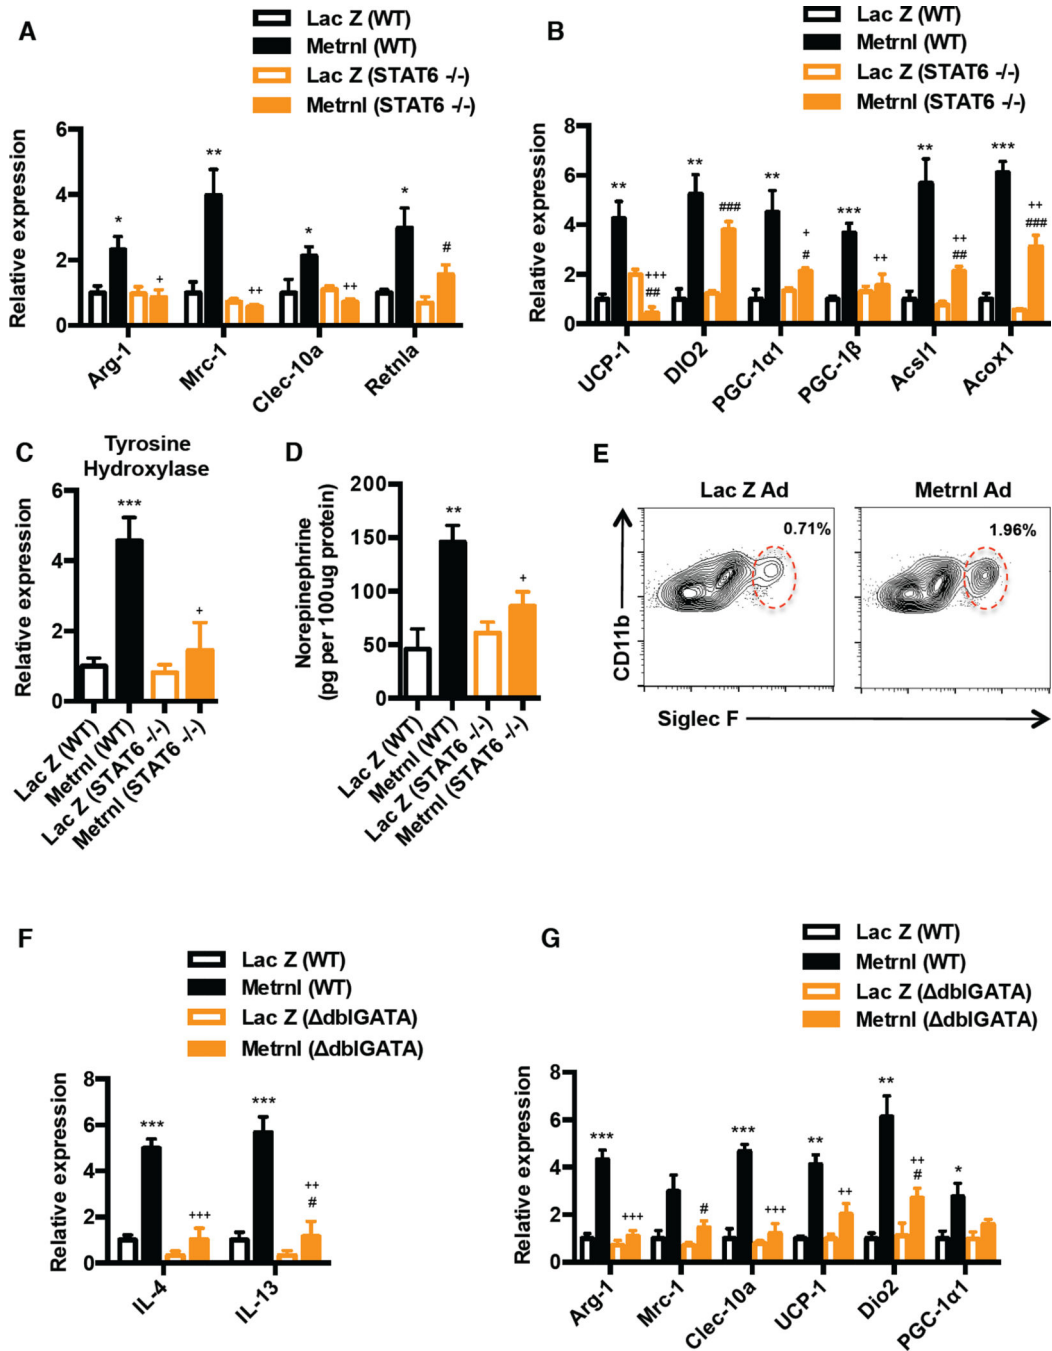 A
Lac Z (WT)
Metrnl (WT)
Lac Z (STAT6 -/-)
Metrnl (STAT6 -/-)
Relative expression
6
4
2
0
*
+
**
++
*
++
*
#
Arg-1
Mrc-1
Clec-10a
Retnla
B
Lac Z (WT)
Metrnl (WT)
Lac Z (STAT6 -/-)
Metrnl (STAT6 -/-)
Relative expression
8
6
4
2
0
**
+++
##
**
###
**
+
#
***
++
**
++
##
***
++
###
UCP-1
DIO2
PGC-1α1
PGC-1β
Acsl1
Acox1
C
Tyrosine
Hydroxylase
Relative expression
6
4
2
0
***
+
Lac Z (WT)
Metrnl (WT)
Lac Z (STAT6 -/-)
Metrnl (STAT6 -/-)
D
Norepinephrine
(pg per 100ug protein)
200
150
100
50
0
**
+
Lac Z (WT)
Metrnl (WT)
Lac Z (STAT6 -/-)
Metrnl (STAT6 -/-)
E
Lac Z Ad
Metrnl Ad
0.71%
1.96%
CD11b
Siglec F
F
Lac Z (WT)
Metrnl (WT)
Lac Z (ΔdblGATA)
Metrnl (ΔdblGATA)
Relative expression
8
6
4
2
0
***
+++
***
++
#
IL-4
IL-13
G
Lac Z (WT)
Metrnl (WT)
Lac Z (ΔdblGATA)
Metrnl (ΔdblGATA)
Relative expression
8
6
4
2
0
***
+++
#
***
+++
**
++
**
++
#
*
Arg-1
Mrc-1
Clec-10a
UCP-1
Dio2
PGC-1α1